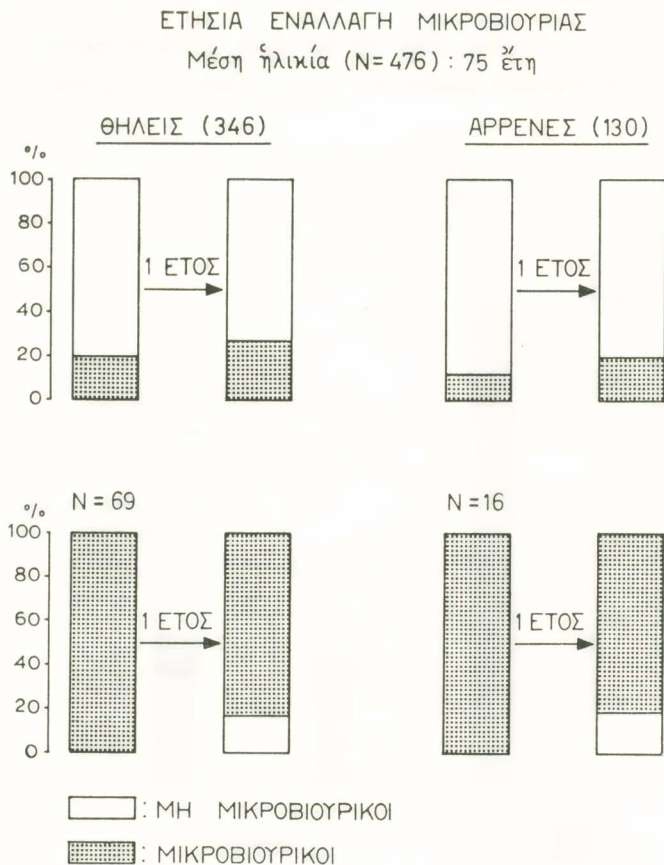 ΕΤΗΣΙΑ ΕΝΑΛΛΑΓΗ ΜΙΚΡΟΒΙΟΥΡΙΑΣ
Μέση ἡλικία (Ν=476) : 75 ἔτη
ΘΗΛΕΙΣ (346)
ΑΡΡΕΝΕΣ (130)
%
100
80
60
40
20
0
1 ΕΤΟΣ
1 ΕΤΟΣ
N = 69
N = 16
%
100
80
60
40
20
0
1 ΕΤΟΣ
1 ΕΤΟΣ
: ΜΗ ΜΙΚΡΟΒΙΟΥΡΙΚΟΙ
: ΜΙΚΡΟΒΙΟΥΡΙΚΟΙ